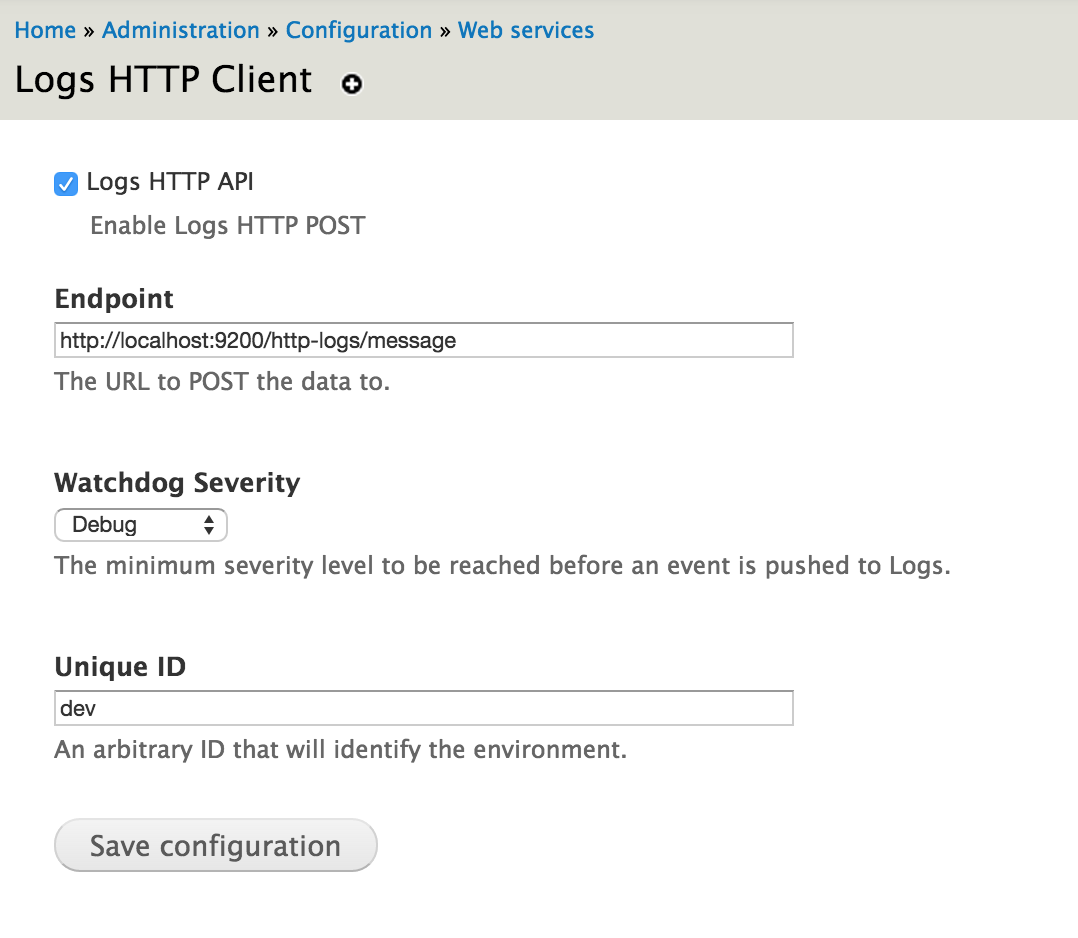 Home » Administration » Configuration » Web services
Logs HTTP Client
Logs HTTP API
Enable Logs HTTP POST
Endpoint
http://localhost:9200/http-logs/message
The URL to POST the data to.
Watchdog Severity
Debug
The minimum severity level to be reached before an event is pushed to Logs.
Unique ID
dev
An arbitrary ID that will identify the environment.
Save configuration